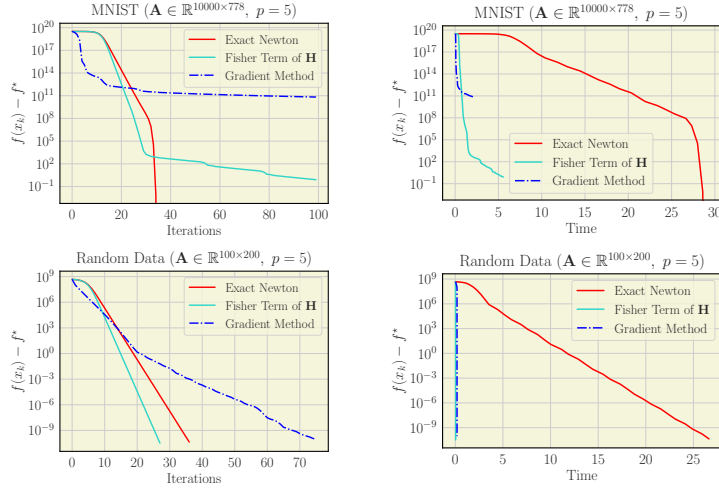 MNIST (A ∈ ℝ^{10000×778}, p = 5)
10^{20}
10^{17}
10^{14}
10^{11}
10^{8}
10^{5}
10^{2}
10^{−1}
f(x_k) − f^⋆
Exact Newton
Fisher Term of H
Gradient Method
0 20 40 60 80 100
Iterations
MNIST (A ∈ ℝ^{10000×778}, p = 5)
10^{20}
10^{17}
10^{14}
10^{11}
10^{8}
10^{5}
10^{2}
10^{−1}
f(x_k) − f^⋆
Exact Newton
Fisher Term of H
Gradient Method
0 5 10 15 20 25 30
Time
Random Data (A ∈ ℝ^{100×200}, p = 5)
10^{9}
10^{6}
10^{3}
10^{0}
10^{−3}
10^{−6}
10^{−9}
f(x_k) − f^⋆
Exact Newton
Fisher Term of H
Gradient Method
0 10 20 30 40 50 60 70
Iterations
Random Data (A ∈ ℝ^{100×200}, p = 5)
10^{9}
10^{6}
10^{3}
10^{0}
10^{−3}
10^{−6}
10^{−9}
f(x_k) − f^⋆
Exact Newton
Fisher Term of H
Gradient Method
0 5 10 15 20 25
Time